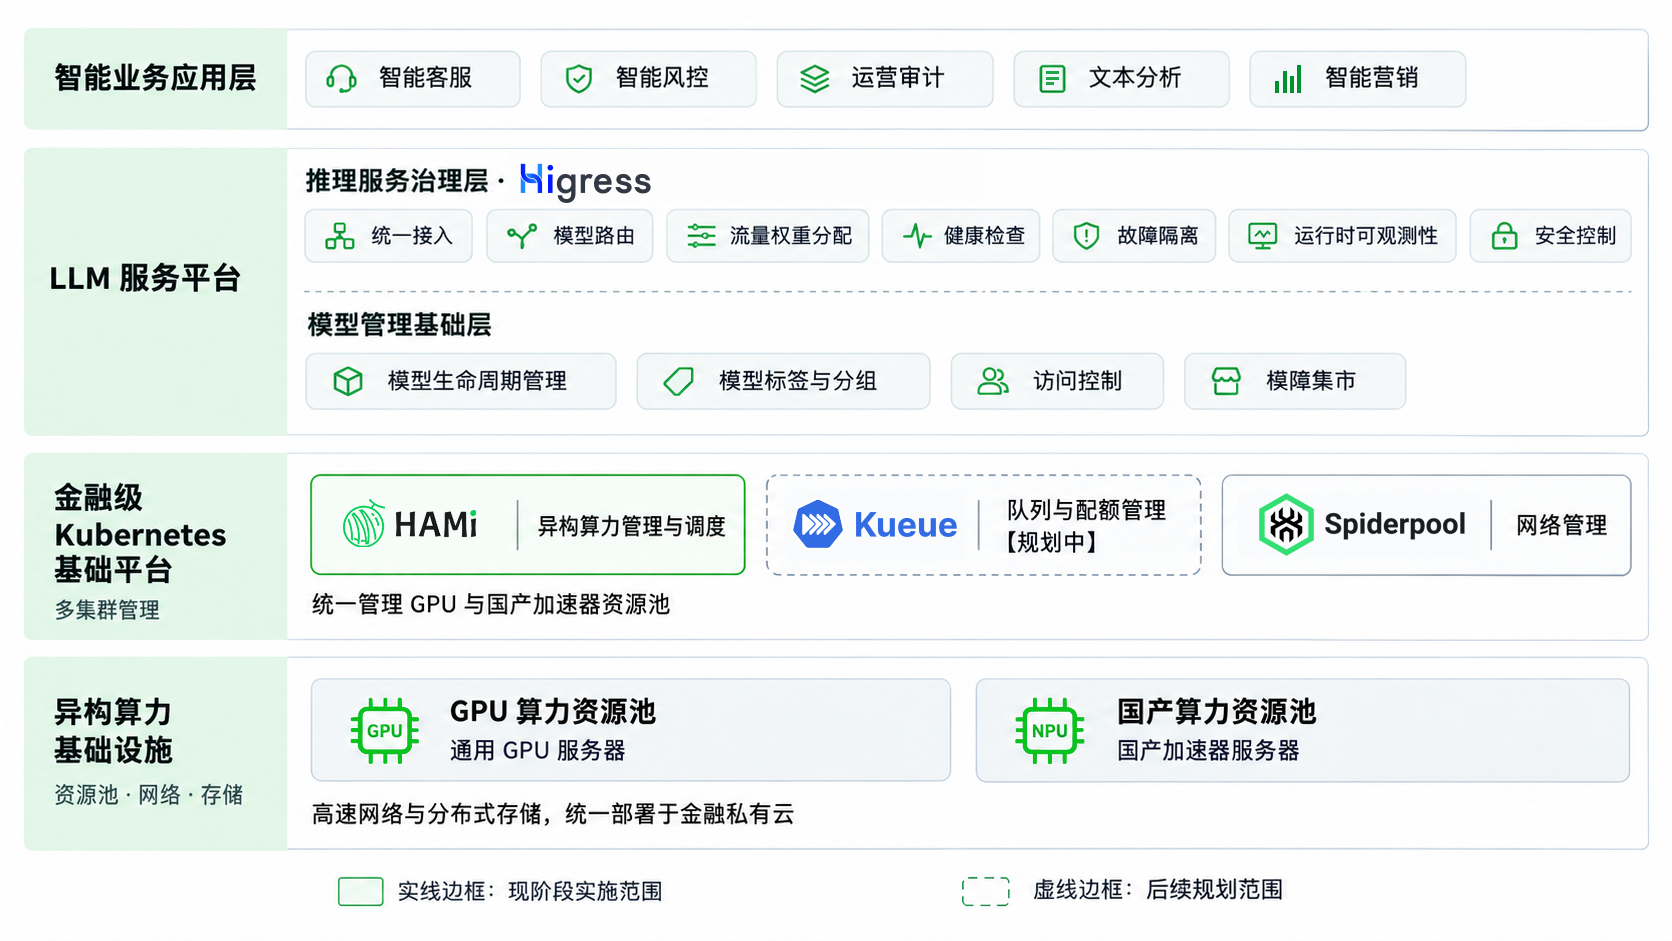 智能业务应用层
智能客服
智能风控
运营审计
文本分析
智能营销
LLM 服务平台
推理服务治理层 · Higress
统一接入
模型路由
流量权重分配
健康检查
故障隔离
运行时可观测性
安全控制
模型管理基础层
模型生命周期管理
模型标签与分组
访问控制
模障集市
金融级
Kubernetes
基础平台
多集群管理
HAMi
异构算力管理与调度
Kueue
队列与配额管理
【规划中】
Spiderpool
网络管理
统一管理 GPU 与国产加速器资源池
异构算力
基础设施
资源池 · 网络 · 存储
GPU
GPU 算力资源池
通用 GPU 服务器
NPU
国产算力资源池
国产加速器服务器
高速网络与分布式存储，统一部署于金融私有云
实线边框：现阶段实施范围
虚线边框：后续规划范围